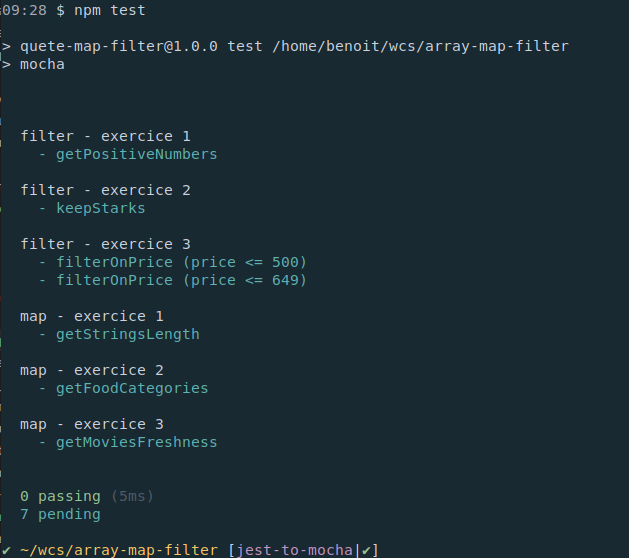 09:28 $ npm test
> quete-map-filter@1.0.0 test /home/benoit/wcs/array-map-filter
> mocha
filter - exercice 1
- getPositiveNumbers
filter - exercice 2
- keepStarks
filter - exercice 3
- filterOnPrice (price <= 500)
- filterOnPrice (price <= 649)
map - exercice 1
- getStringsLength
map - exercice 2
- getFoodCategories
map - exercice 3
- getMoviesFreshness
0 passing (5ms)
7 pending
✔ ~/wcs/array-map-filter [jest-to-mocha|✔]